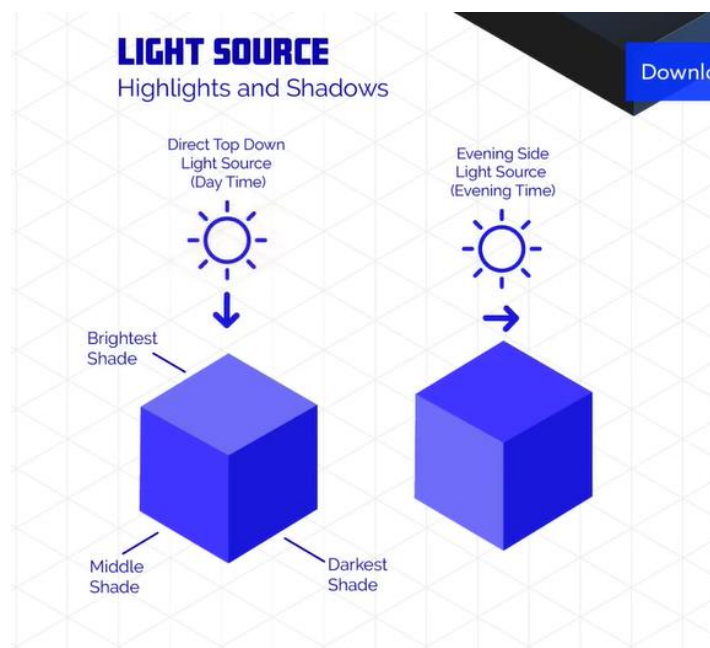 LIGHT SOURCE
Highlights and Shadows
Direct Top Down
Light Source
(Day Time)
Evening Side
Light Source
(Evening Time)
Brightest
Shade
Middle
Shade
Darkest
Shade